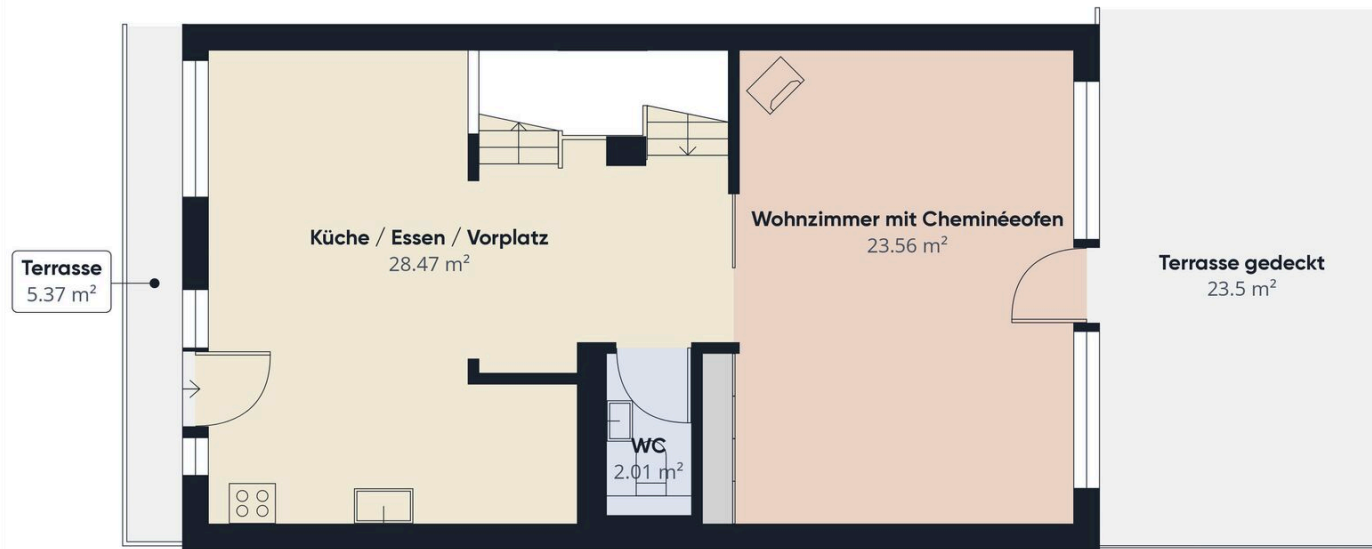 Terrasse
5.37 m²
Küche / Essen / Vorplatz
28.47 m²
Wohnzimmer mit Cheminéeofen
23.56 m²
Terrasse gedeckt
23.5 m²
WC
2.01 m²